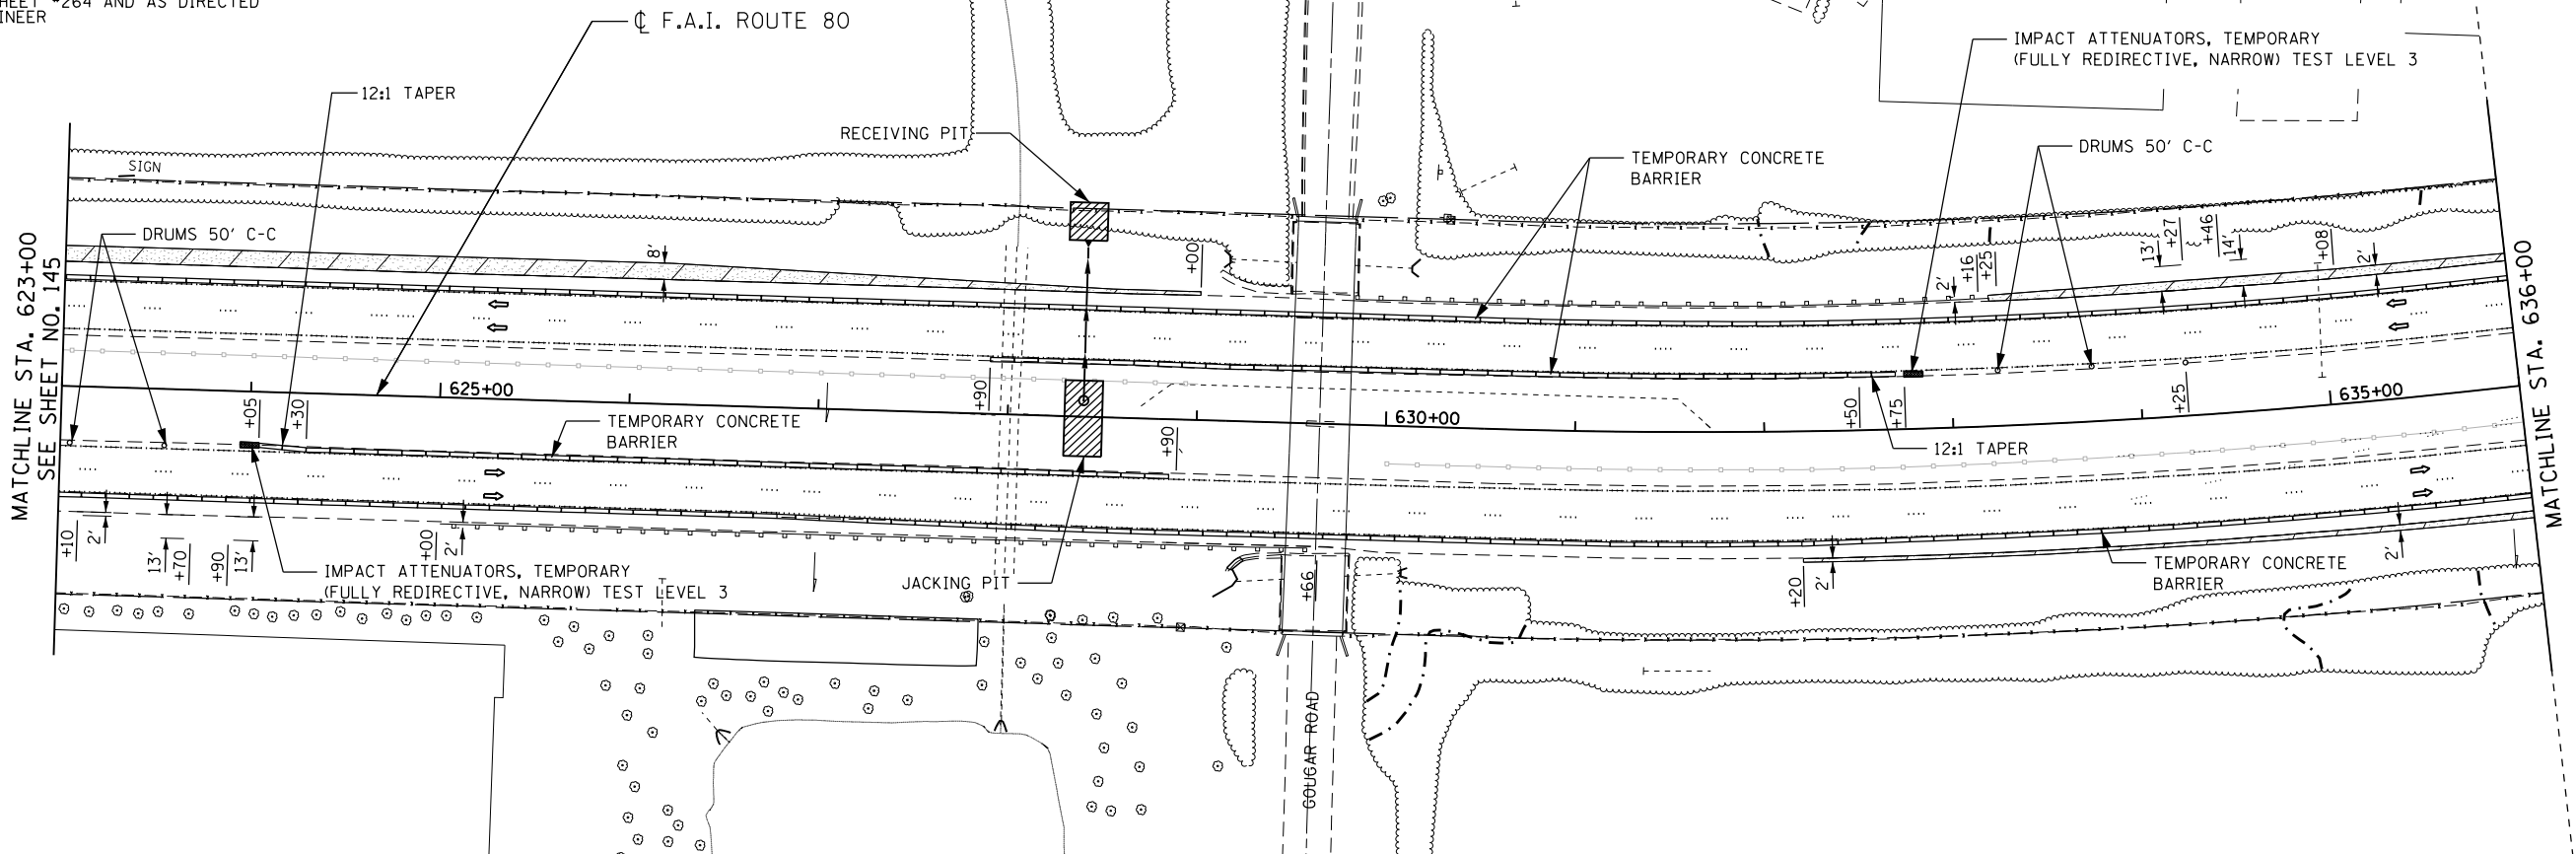 SHEET #264 AND AS DIRECTED
INEER
℄ F.A.I. ROUTE 80
12:1 TAPER
IMPACT ATTENUATORS, TEMPORARY
(FULLY REDIRECTIVE, NARROW) TEST LEVEL 3
RECEIVING PIT
DRUMS 50' C-C
TEMPORARY CONCRETE
BARRIER
SIGN
DRUMS 50' C-C
MATCHLINE STA. 623+00
SEE SHEET NO. 145
8'
+00
2'
+16
+25
13'
+27
+46
14'
+08
2'
MATCHLINE STA. 636+00
625+00
+05
+30
+90
630+00
+50
+75
+25
635+00
TEMPORARY CONCRETE
BARRIER
+90
12:1 TAPER
+10
2'
13'
+70
+90
13'
+00
2'
IMPACT ATTENUATORS, TEMPORARY
(FULLY REDIRECTIVE, NARROW) TEST LEVEL 3
JACKING PIT
+66
+20
2'
2'
TEMPORARY CONCRETE
BARRIER
GOUGAR ROAD